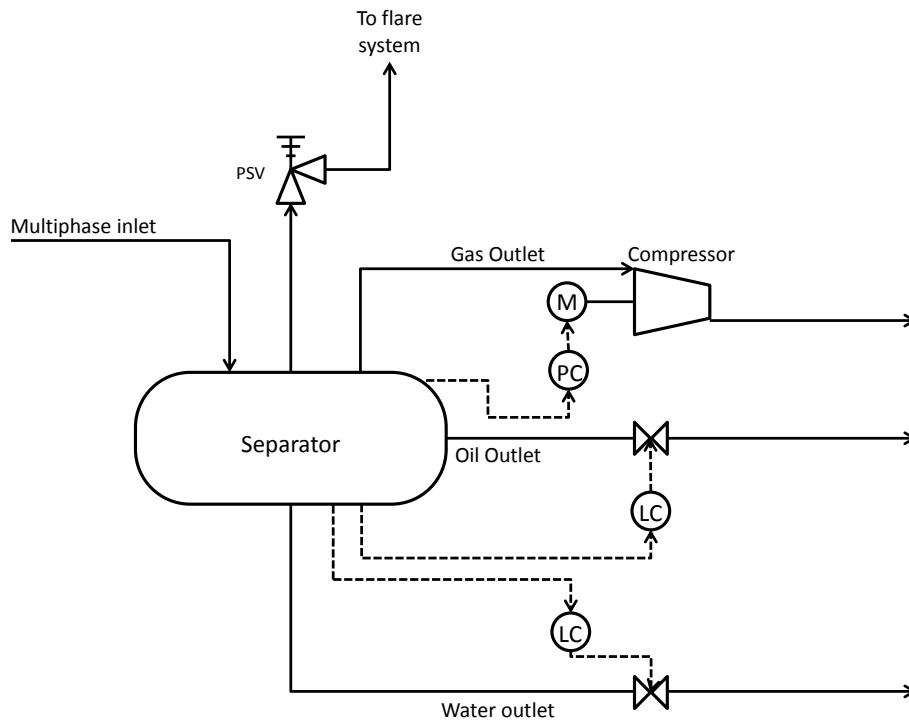 To flare
system
PSV
Multiphase inlet
Gas Outlet
Compressor
M
PC
Separator
Oil Outlet
LC
LC
Water outlet